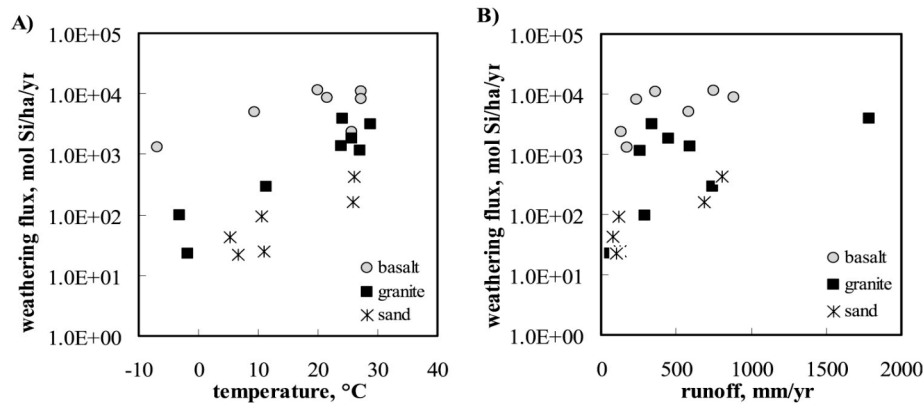 A)
weathering flux, mol Si/ha/yr
1.0E+05
1.0E+04
1.0E+03
1.0E+02
1.0E+01
1.0E+00
basalt
granite
sand
-10 0 10 20 30 40
temperature, °C
B)
weathering flux, mol Si/ha/yr
1.0E+05
1.0E+04
1.0E+03
1.0E+02
1.0E+01
1.0E+00
basalt
granite
sand
0 500 1000 1500 2000
runoff, mm/yr